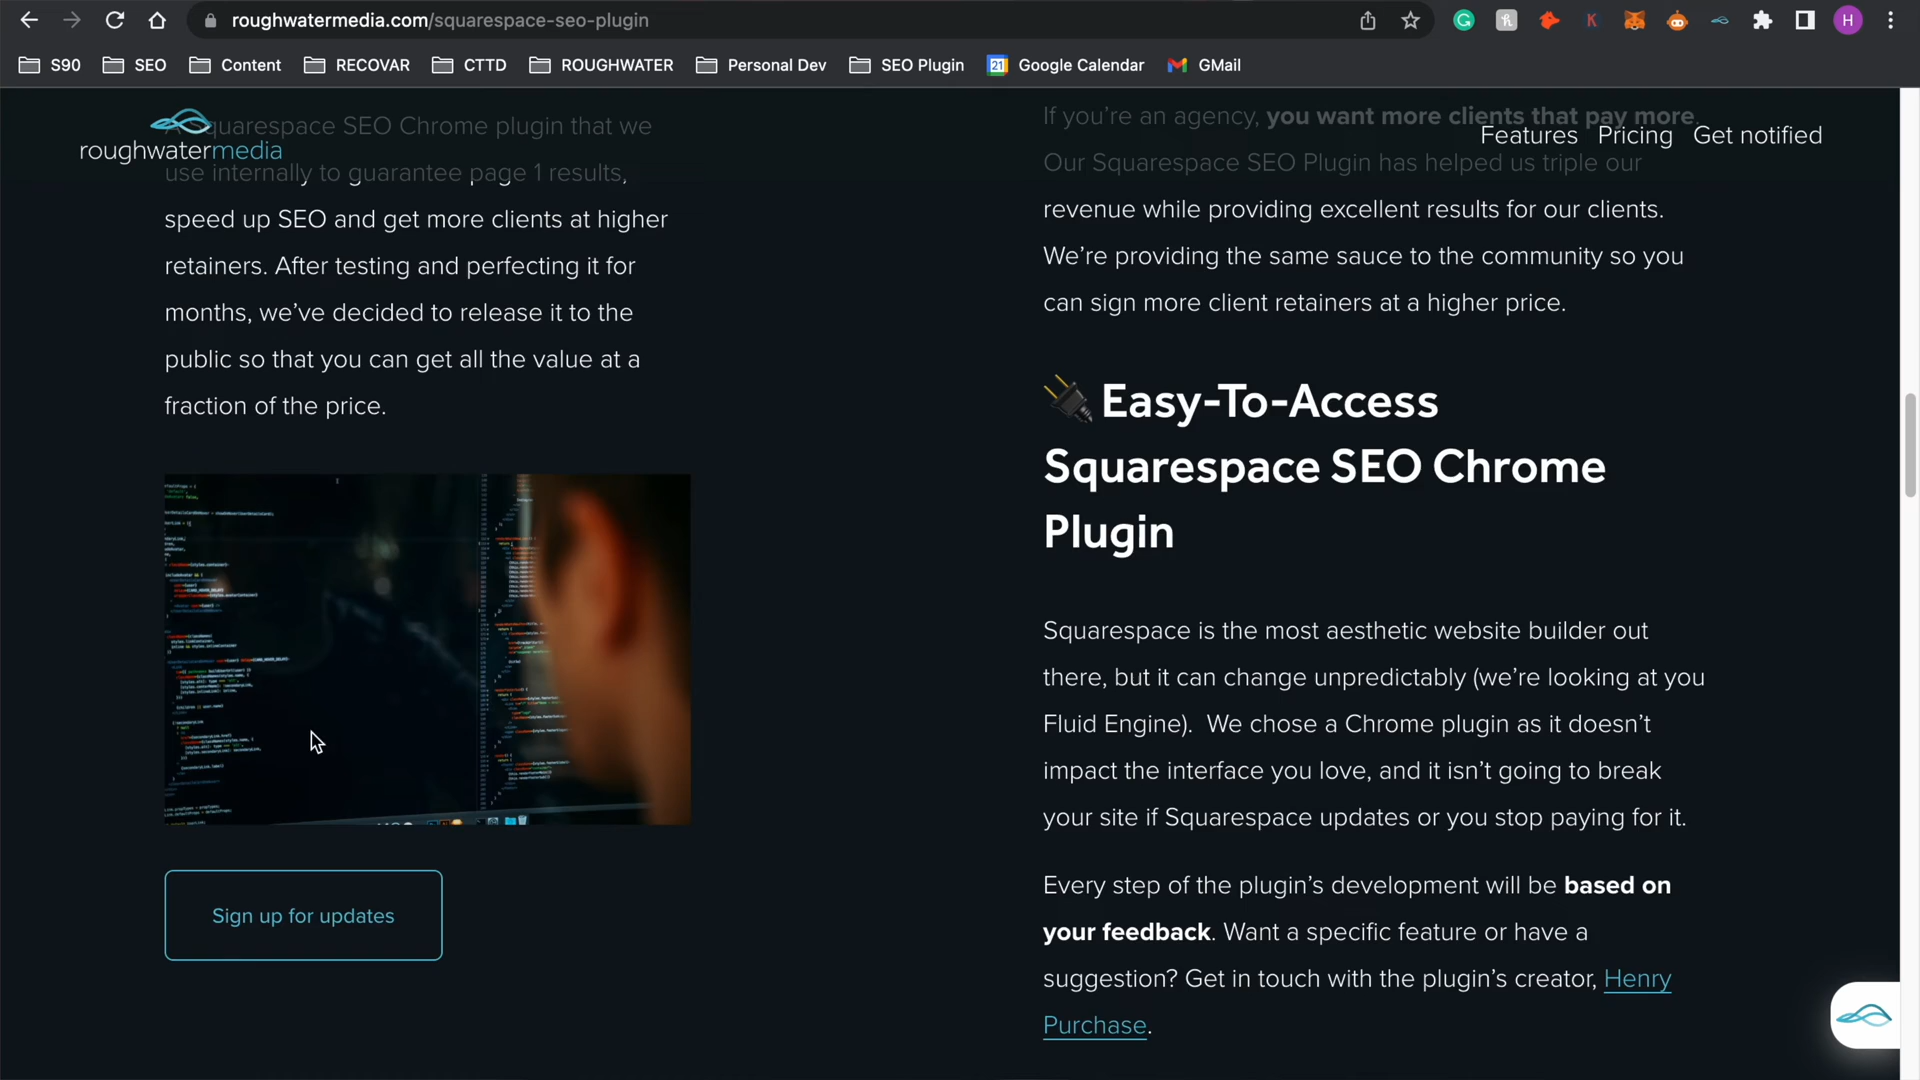 roughwatermedia.com/squarespace-seo-plugin
H
S90
SEO
Content
RECOVAR
CTTD
ROUGHWATER
Personal Dev
SEO Plugin
21
Google Calendar
GMail
roughwatermedia
Features
Pricing
Get notified
A Squarespace SEO Chrome plugin that we
use internally to guarantee page 1 results,
speed up SEO and get more clients at higher
retainers. After testing and perfecting it for
months, we’ve decided to release it to the
public so that you can get all the value at a
fraction of the price.
Sign up for updates
If you’re an agency, you want more clients that pay more.
Our Squarespace SEO Plugin has helped us triple our
revenue while providing excellent results for our clients.
We’re providing the same sauce to the community so you
can sign more client retainers at a higher price.
Easy-To-Access
Squarespace SEO Chrome
Plugin
Squarespace is the most aesthetic website builder out
there, but it can change unpredictably (we’re looking at you
Fluid Engine).  We chose a Chrome plugin as it doesn’t
impact the interface you love, and it isn’t going to break
your site if Squarespace updates or you stop paying for it.
Every step of the plugin’s development will be based on
your feedback. Want a specific feature or have a
suggestion? Get in touch with the plugin’s creator, Henry
Purchase.